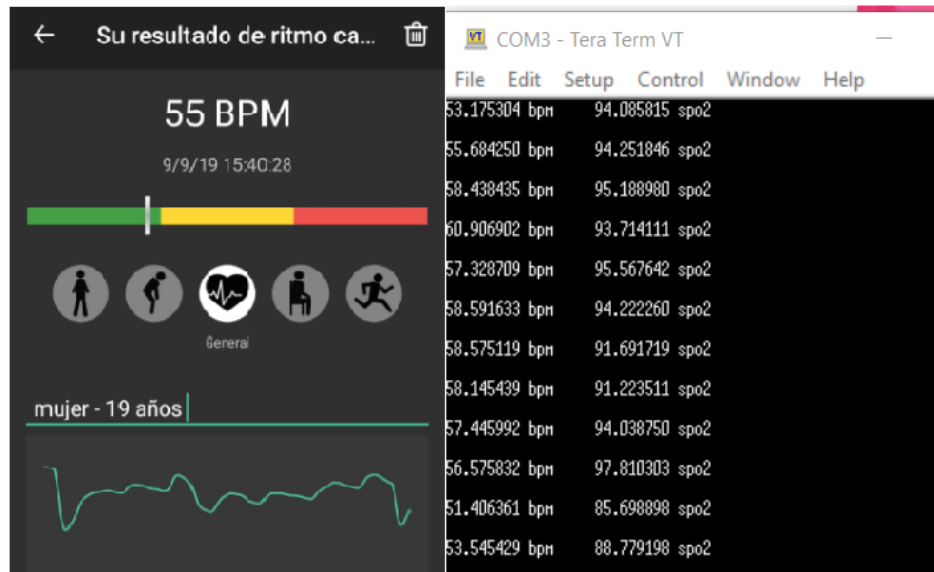 Su resultado de ritmo ca...
55 BPM
9/9/19 15:40:28
General
mujer - 19 años
VT COM3 - Tera Term VT
File Edit Setup Control Window Help
53.175304 bpm 94.085815 spo2
55.684250 bpm 94.251846 spo2
58.438435 bpm 95.188980 spo2
60.906902 bpm 93.714111 spo2
57.328709 bpm 95.567642 spo2
58.591633 bpm 94.222260 spo2
58.575119 bpm 91.691719 spo2
58.145439 bpm 91.223511 spo2
57.445992 bpm 94.038750 spo2
56.575832 bpm 97.810303 spo2
51.406361 bpm 85.698898 spo2
53.545429 bpm 88.779198 spo2